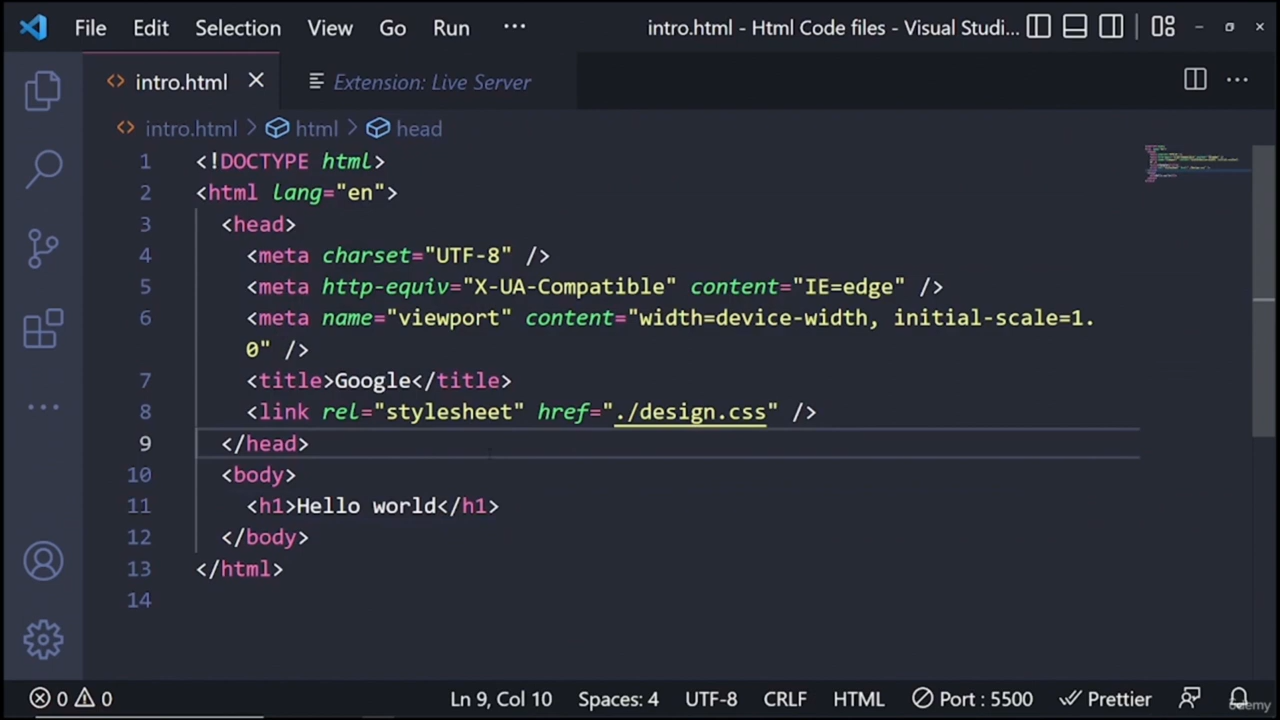 File Edit Selection View Go Run ··· intro.html - Html Code files - Visual Studi...
intro.html Extension: Live Server
intro.html > html > head
1 <!DOCTYPE html>
2 <html lang="en">
3 <head>
4 <meta charset="UTF-8" />
5 <meta http-equiv="X-UA-Compatible" content="IE=edge" />
6 <meta name="viewport" content="width=device-width, initial-scale=1.
0" />
7 <title>Google</title>
8 <link rel="stylesheet" href="./design.css" />
9 </head>
10 <body>
11 <h1>Hello world</h1>
12 </body>
13 </html>
14
0 0 Ln 9, Col 10 Spaces: 4 UTF-8 CRLF HTML Port : 5500 Prettier
udemy